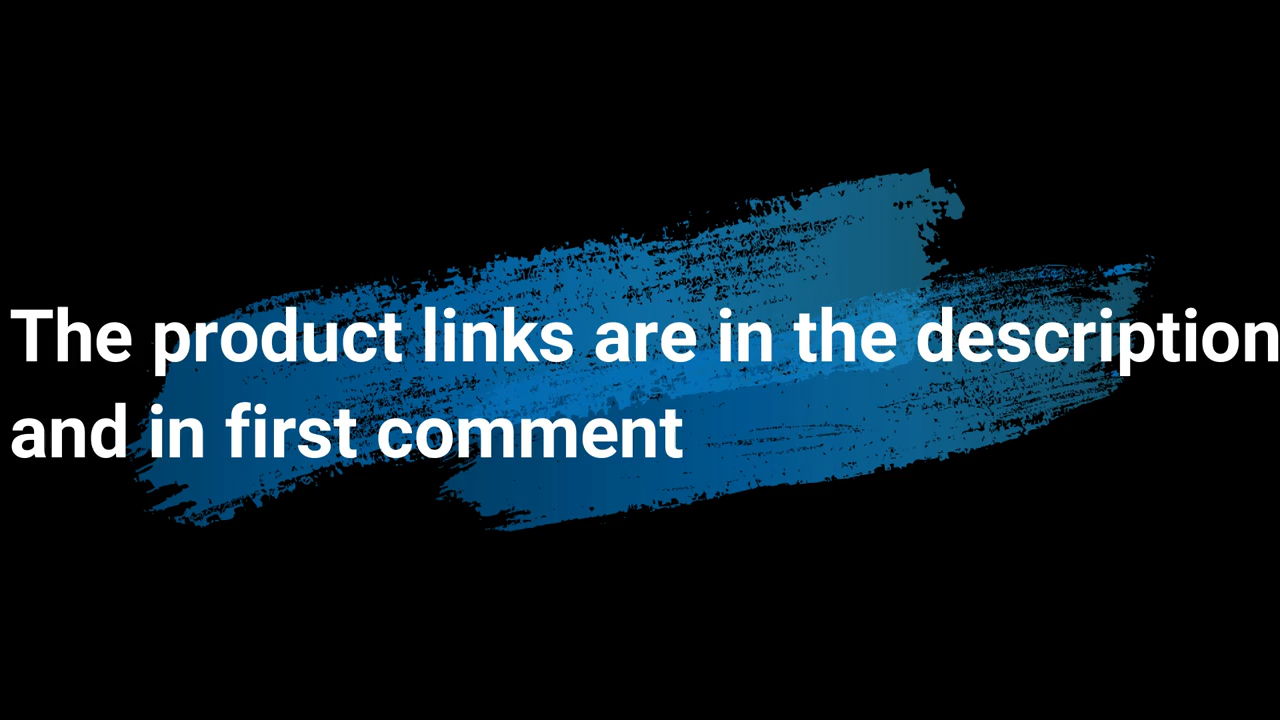 The product links are in the description
and in first comment